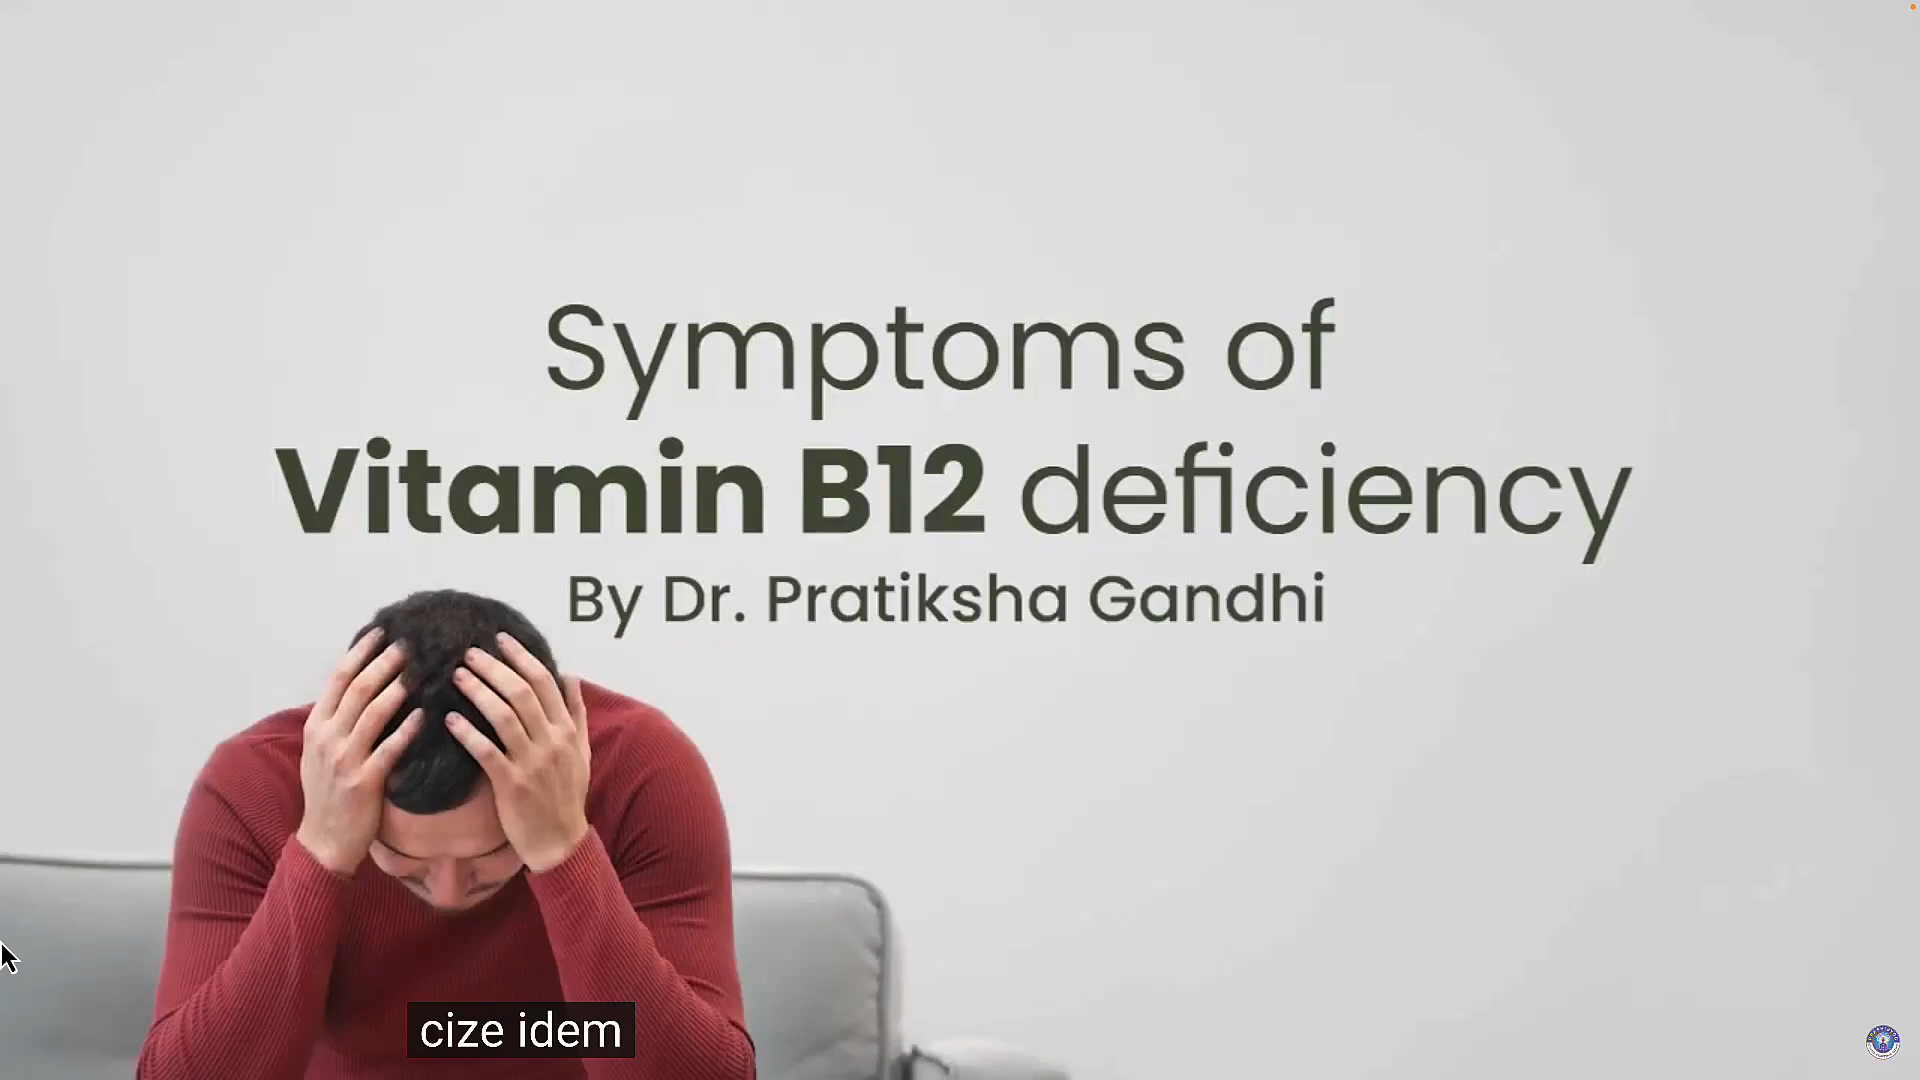 Symptoms of
Vitamin B12 deficiency
By Dr. Pratiksha Gandhi
cize idem